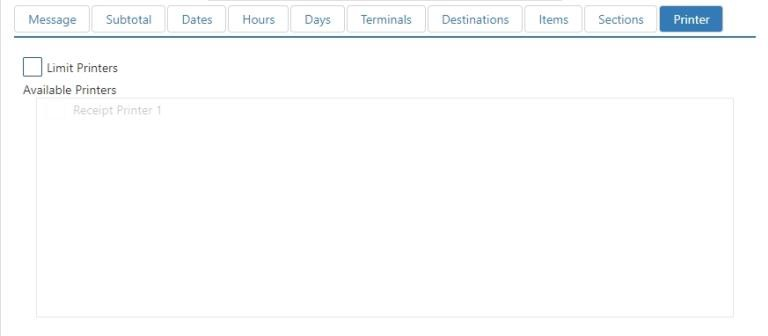 Message Subtotal Dates Hours Days Terminals Destinations Items Sections Printer
Limit Printers
Available Printers
Receipt Printer 1